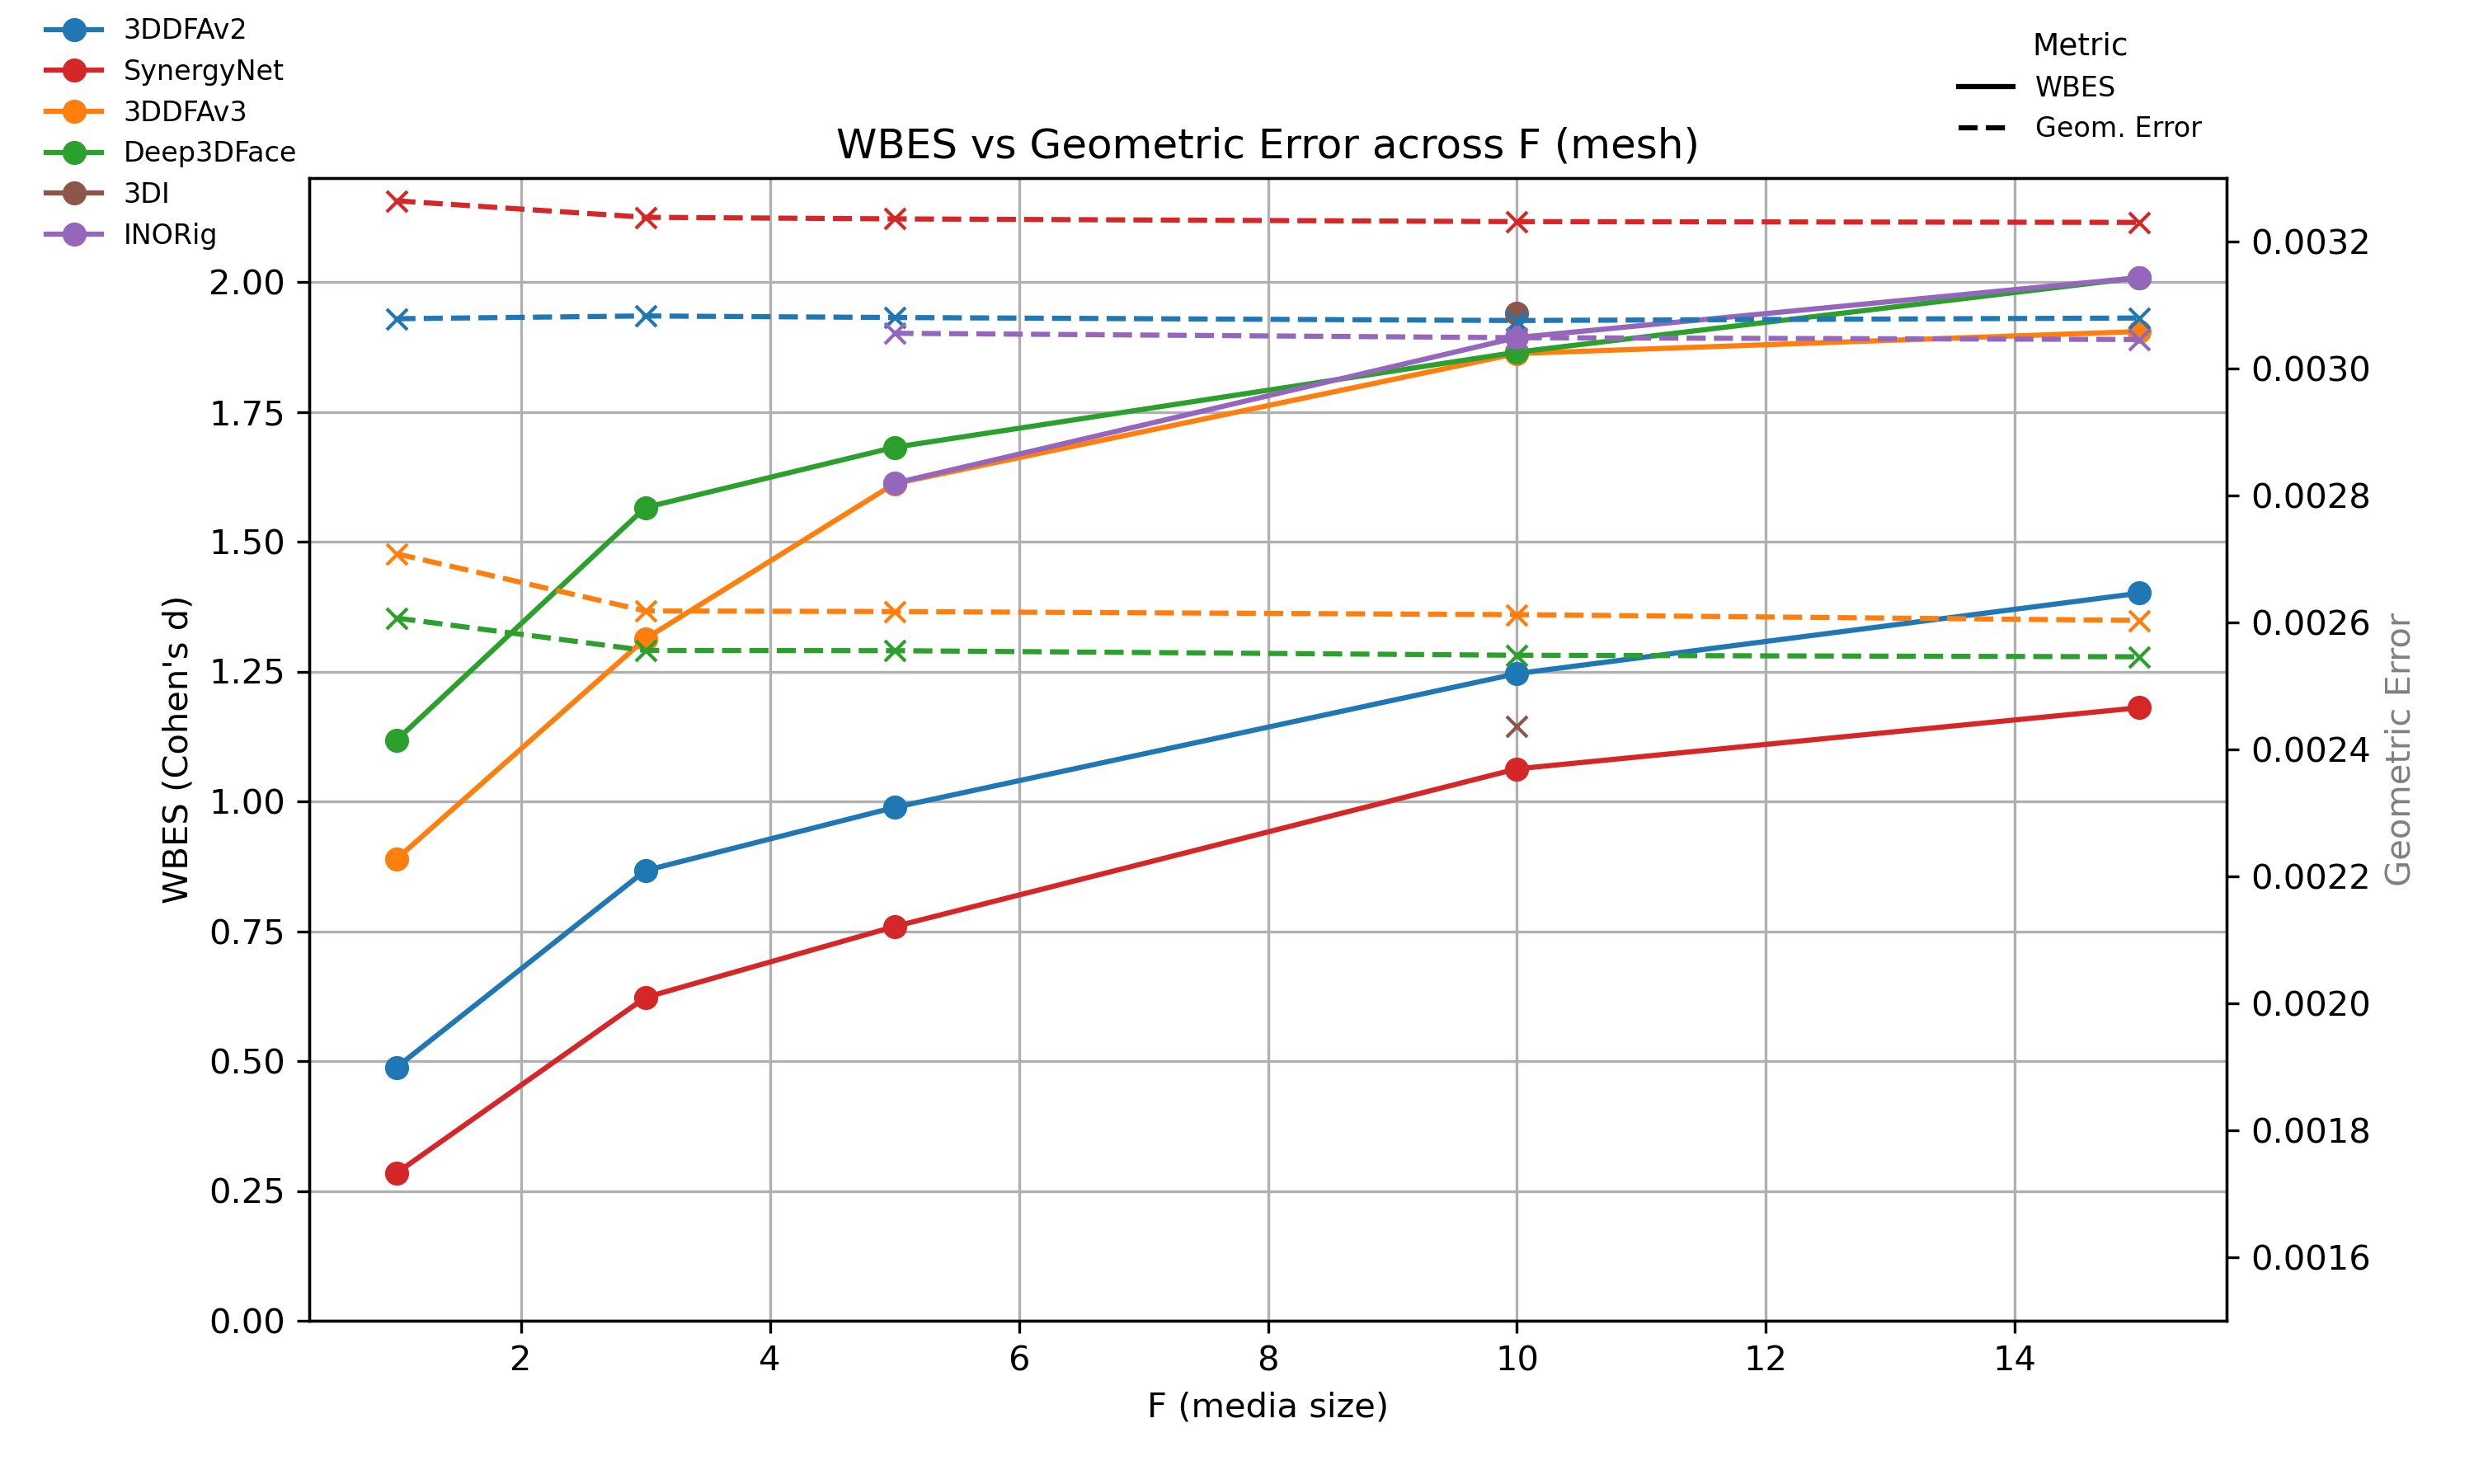 3DDFAv2
SynergyNet
3DDFAv3
Deep3DFace
3DI
INORig
Metric
WBES
Geom. Error
WBES vs Geometric Error across F (mesh)
2.00
1.75
1.50
1.25
1.00
0.75
0.50
0.25
0.00
WBES (Cohen's d)
0.0032
0.0030
0.0028
0.0026
0.0024
0.0022
0.0020
0.0018
0.0016
Geometric Error
2 4 6 8 10 12 14
F (media size)